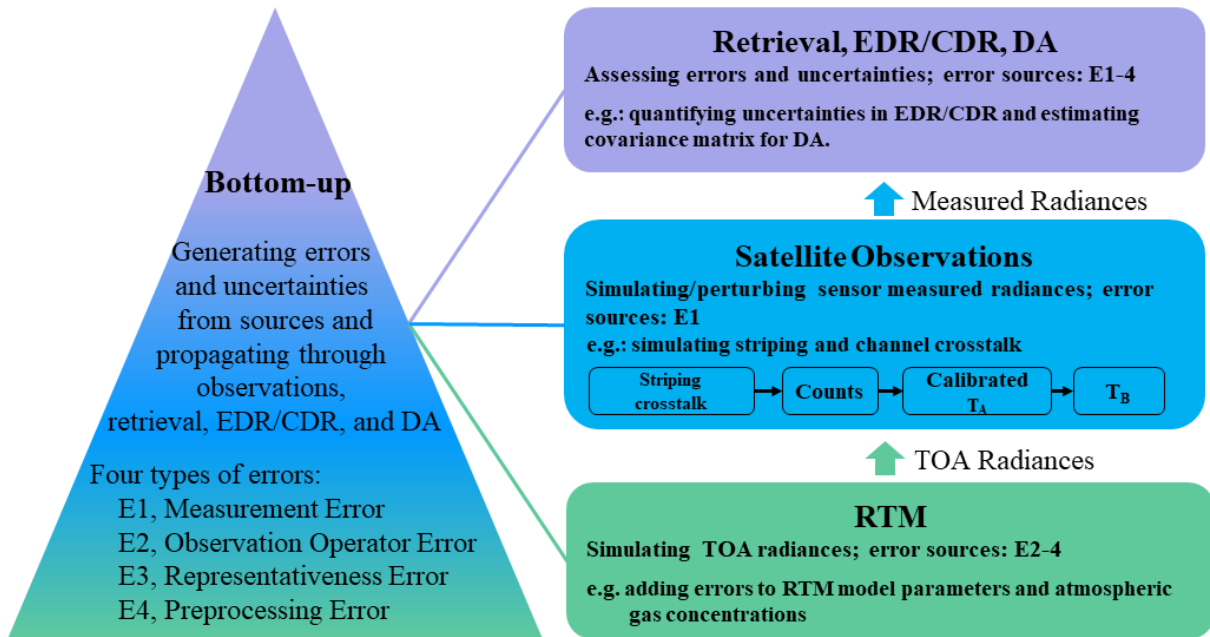 Bottom-up
Generating errors
and uncertainties
from sources and
propagating through
observations,
retrieval, EDR/CDR, and DA
Four types of errors:
E1, Measurement Error
E2, Observation Operator Error
E3, Representativeness Error
E4, Preprocessing Error
Retrieval, EDR/CDR, DA
Assessing errors and uncertainties; error sources: E1-4
e.g.: quantifying uncertainties in EDR/CDR and estimating
covariance matrix for DA.
Measured Radiances
Satellite Observations
Simulating/perturbing sensor measured radiances; error
sources: E1
e.g.: simulating striping and channel crosstalk
Striping
crosstalk
Counts
Calibrated
TA
TB
TOA Radiances
RTM
Simulating TOA radiances; error sources: E2-4
e.g. adding errors to RTM model parameters and atmospheric
gas concentrations